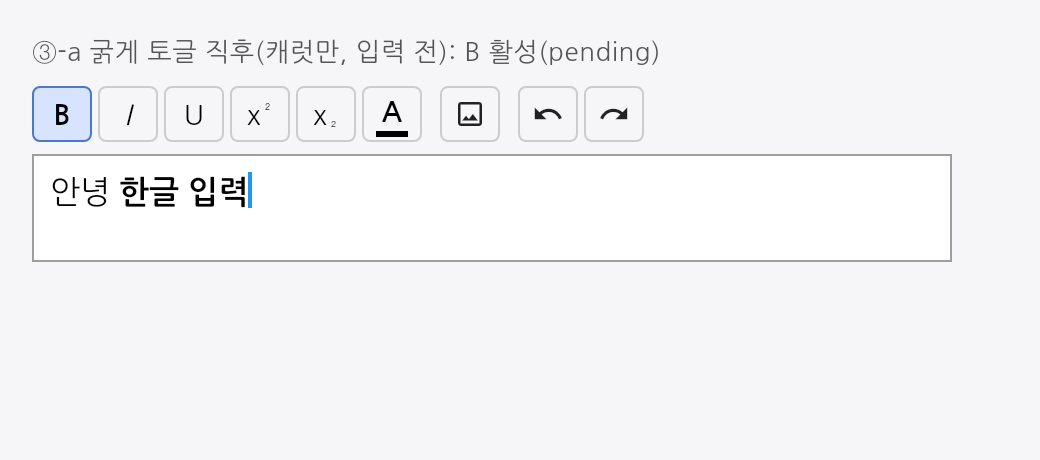 ③-a 굵게 토글 직후(캐럿만, 입력 전): B 활성(pending)
B I U x² x₂ A
안녕 한글 입력